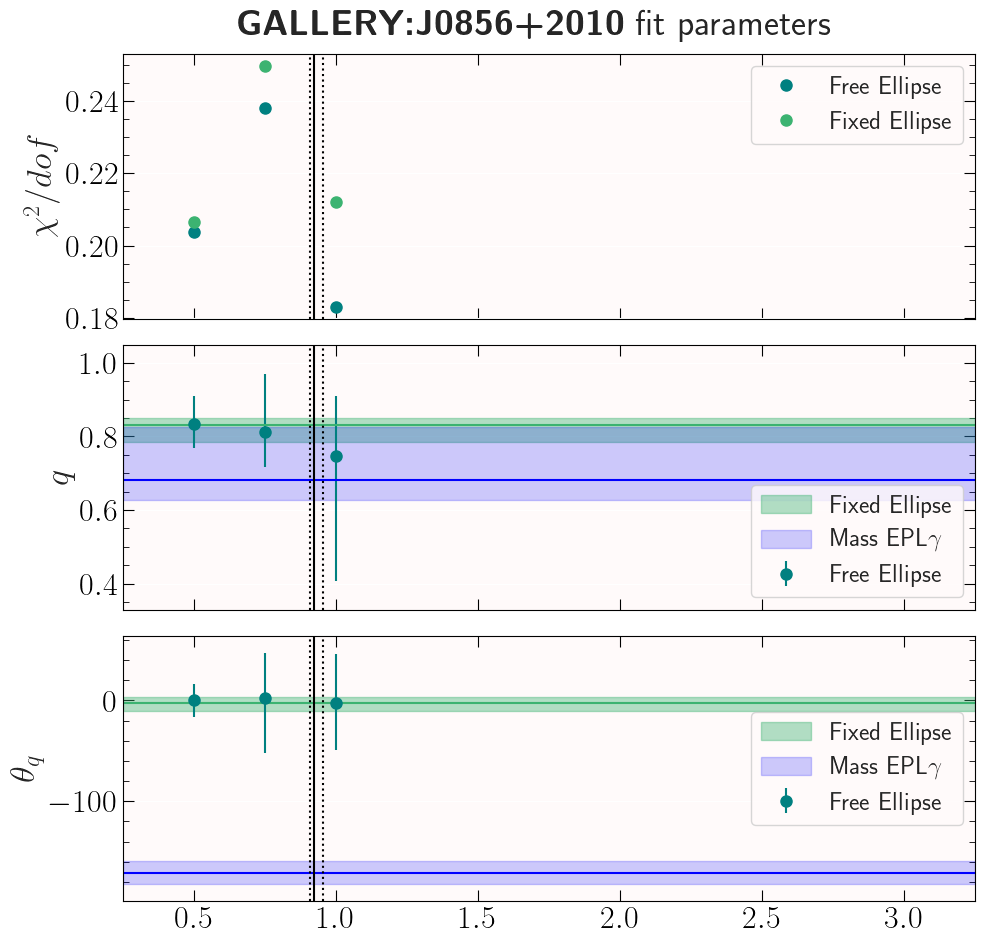 GALLERY:J0856+2010 fit parameters
0.24
0.22
0.20
0.18
χ²/dof
Free Ellipse
Fixed Ellipse
1.0
0.8
0.6
0.4
q
Fixed Ellipse
Mass EPLγ
Free Ellipse
0
−100
θ_q
Fixed Ellipse
Mass EPLγ
Free Ellipse
0.5 1.0 1.5 2.0 2.5 3.0